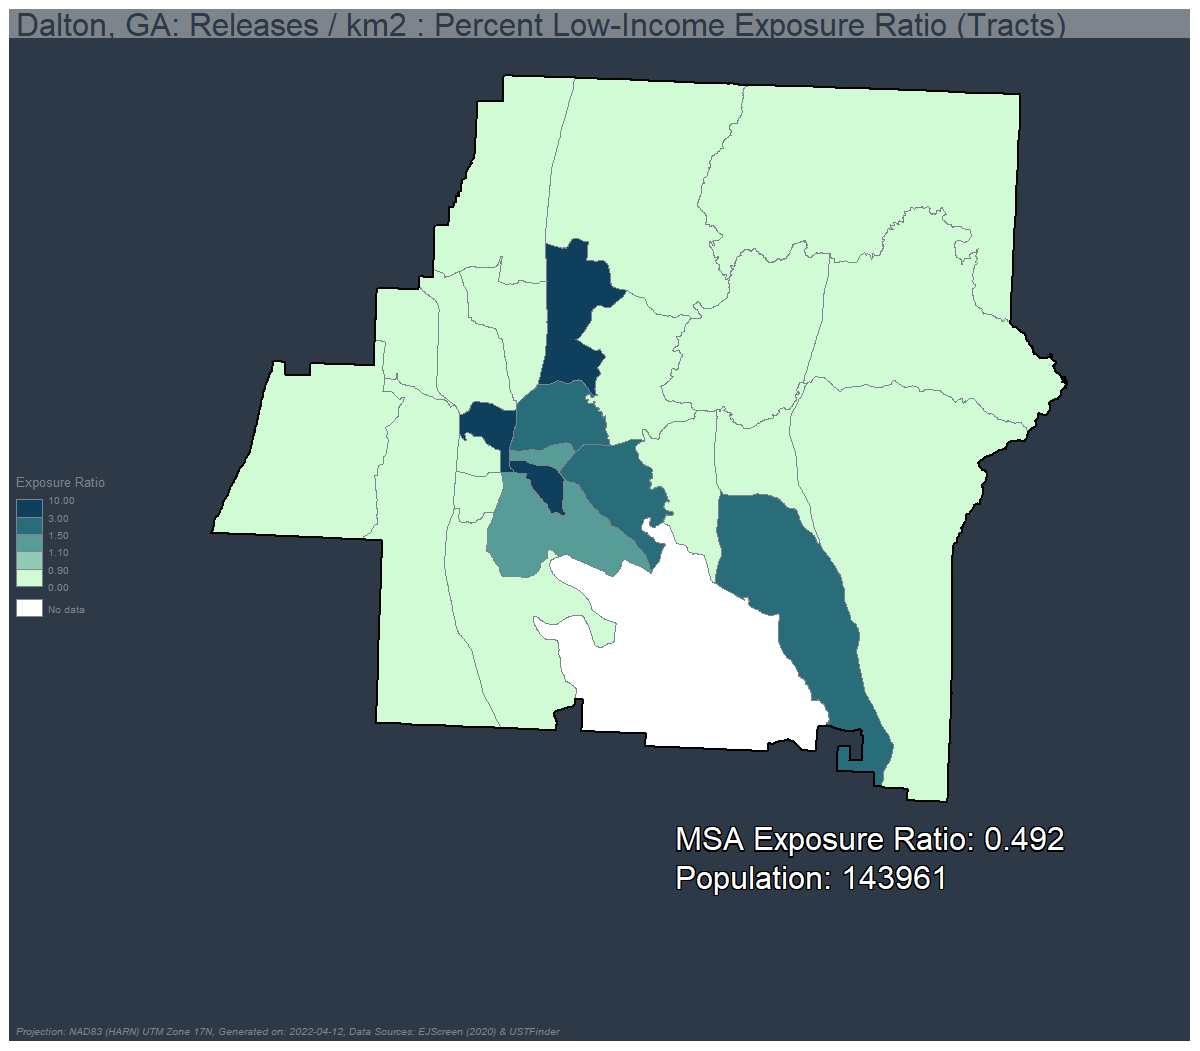 Dalton, GA: Releases / km2 : Percent Low-Income Exposure Ratio (Tracts)
Exposure Ratio
10.00
3.00
1.50
1.10
0.90
0.00
No data
MSA Exposure Ratio: 0.492
Population: 143961
Projection: NAD83 (HARN) UTM Zone 17N, Generated on: 2022-04-12, Data Sources: EJScreen (2020) & USTFinder